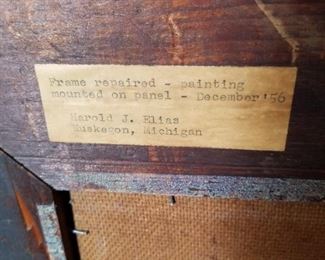 Frame repaired - painting
mounted on panel - December '56
Harold J. Elias
Muskegon, Michigan